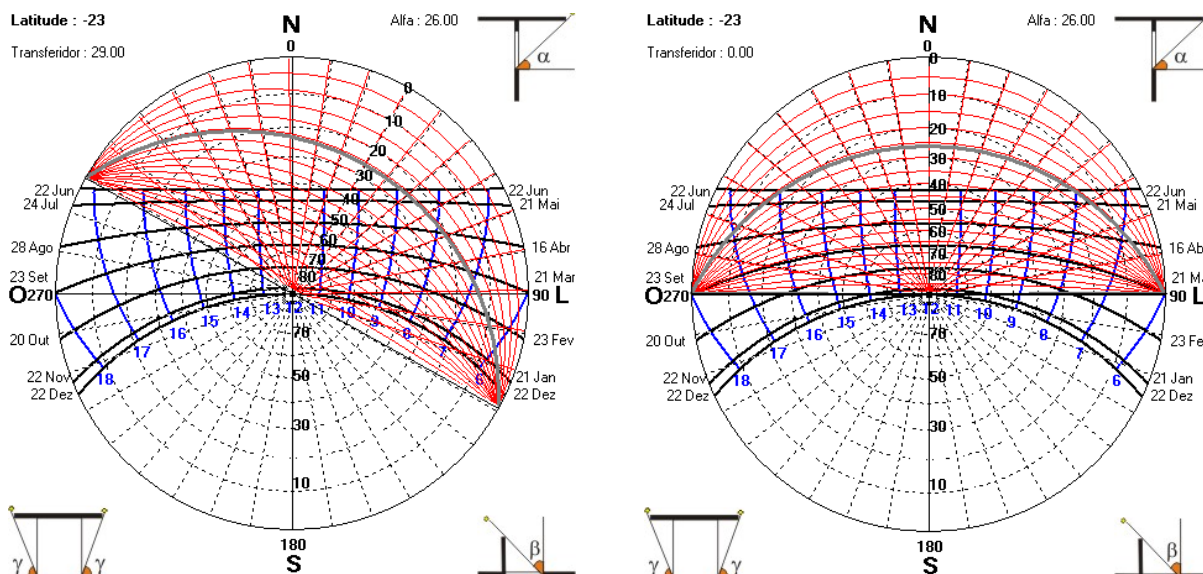 Latitude : -23
N
Alfa : 26.00
Transferidor : 29.00
0
α
0
10
20
30
22 Jun
22 Jun
24 Jul
40
21 Mai
50
28 Ago
60
16 Abr
70
23 Set
80
21 Mar
O 270
90 L
13 12 11
14
10
15
9
16
8
17
7
18
6
20 Out
70
23 Fev
22 Nov
50
21 Jan
22 Dez
22 Dez
30
10
γ γ
180
S
β
Latitude : -23
N
Alfa : 26.00
Transferidor : 0.00
0
α
10
20
30
22 Jun
40
22 Jun
24 Jul
50
21 Mai
60
28 Ago
70
16 Abr
23 Set
80
21 Ma
O 270
90 L
13 12 11
14
10
15
9
16
8
17
7
18
6
20 Out
70
23 Fe
22 Nov
50
21 Jan
22 Dez
22 Dez
30
10
γ γ
180
S
β